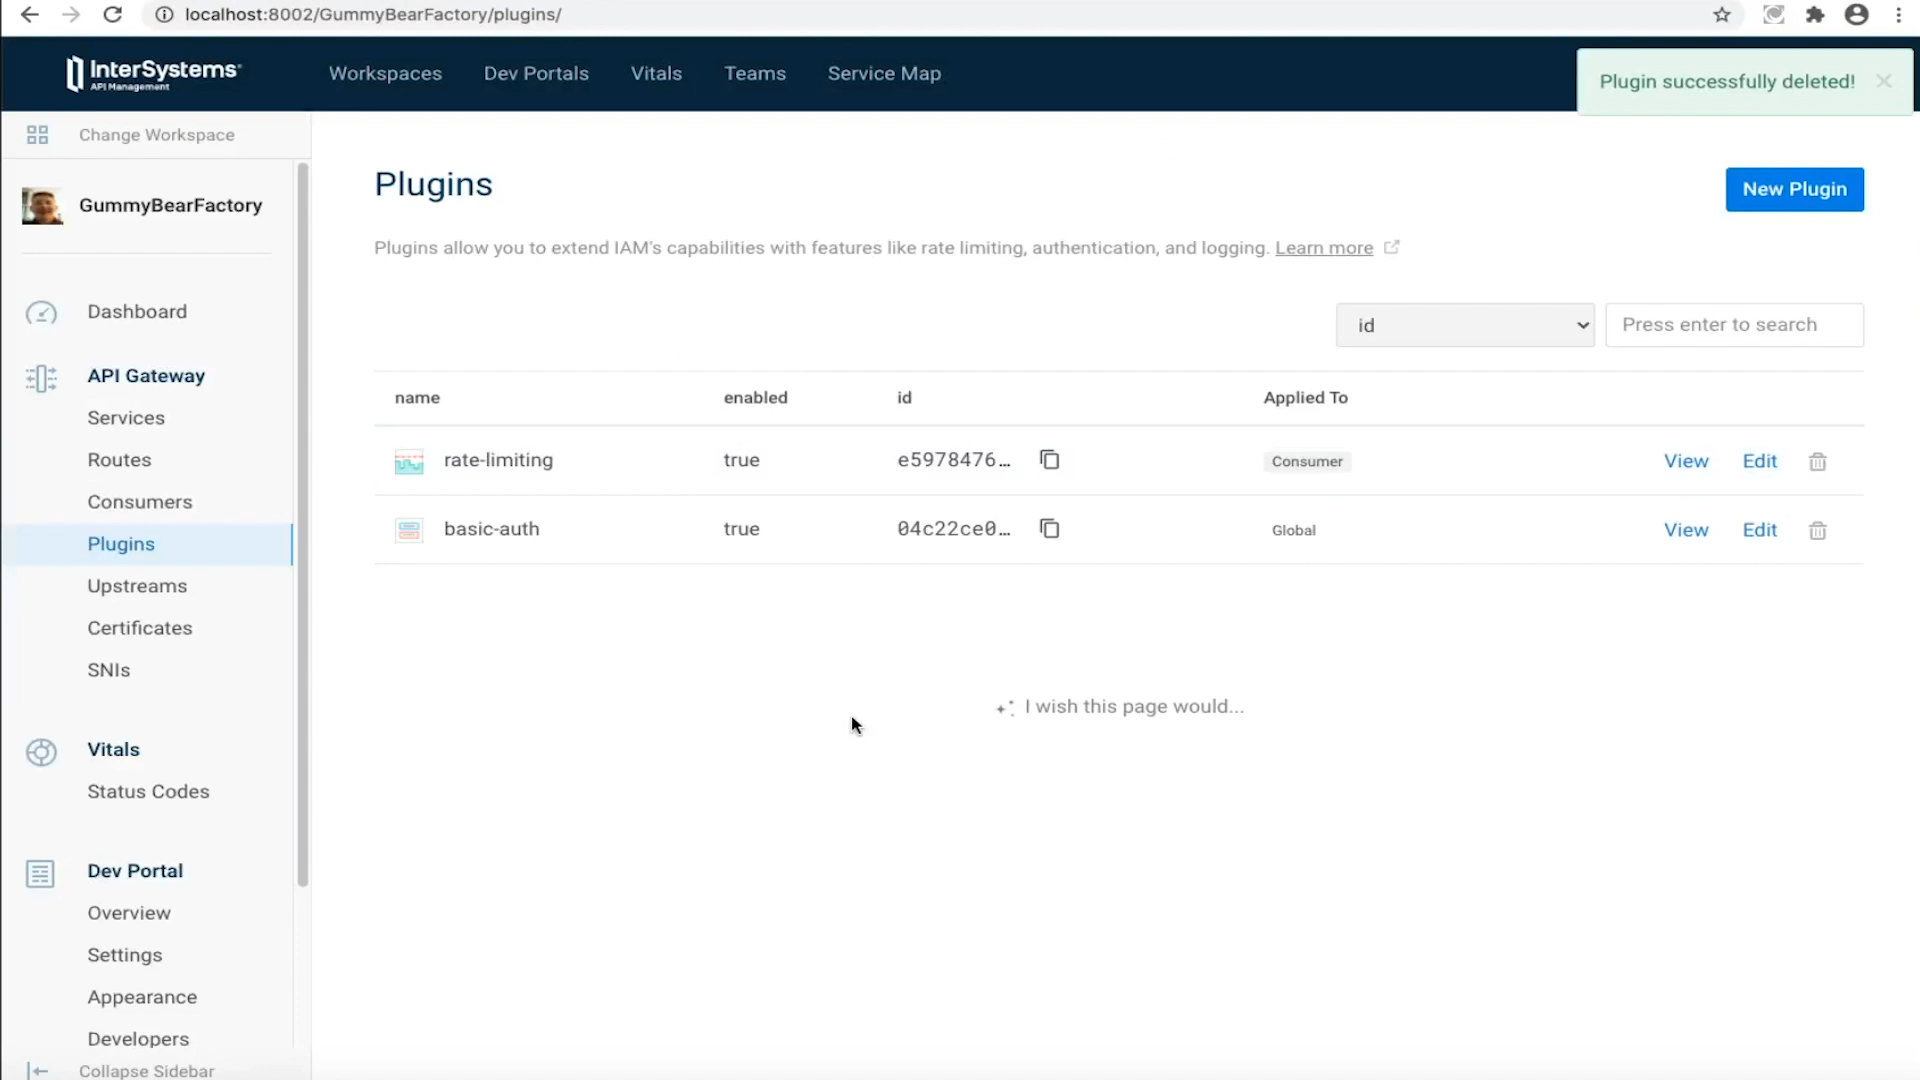 localhost:8002/GummyBearFactory/plugins/
InterSystems®
API Management
Workspaces Dev Portals Vitals Teams Service Map
Plugin successfully deleted!
Change Workspace
GummyBearFactory
Dashboard
API Gateway
Services
Routes
Consumers
Plugins
Upstreams
Certificates
SNIs
Vitals
Status Codes
Dev Portal
Overview
Settings
Appearance
Developers
Collapse Sidebar
Plugins
New Plugin
Plugins allow you to extend IAM's capabilities with features like rate limiting, authentication, and logging. Learn more
id
Press enter to search
name enabled id Applied To
rate-limiting true e5978476… Consumer View Edit
basic-auth true 04c22ce0… Global View Edit
I wish this page would...